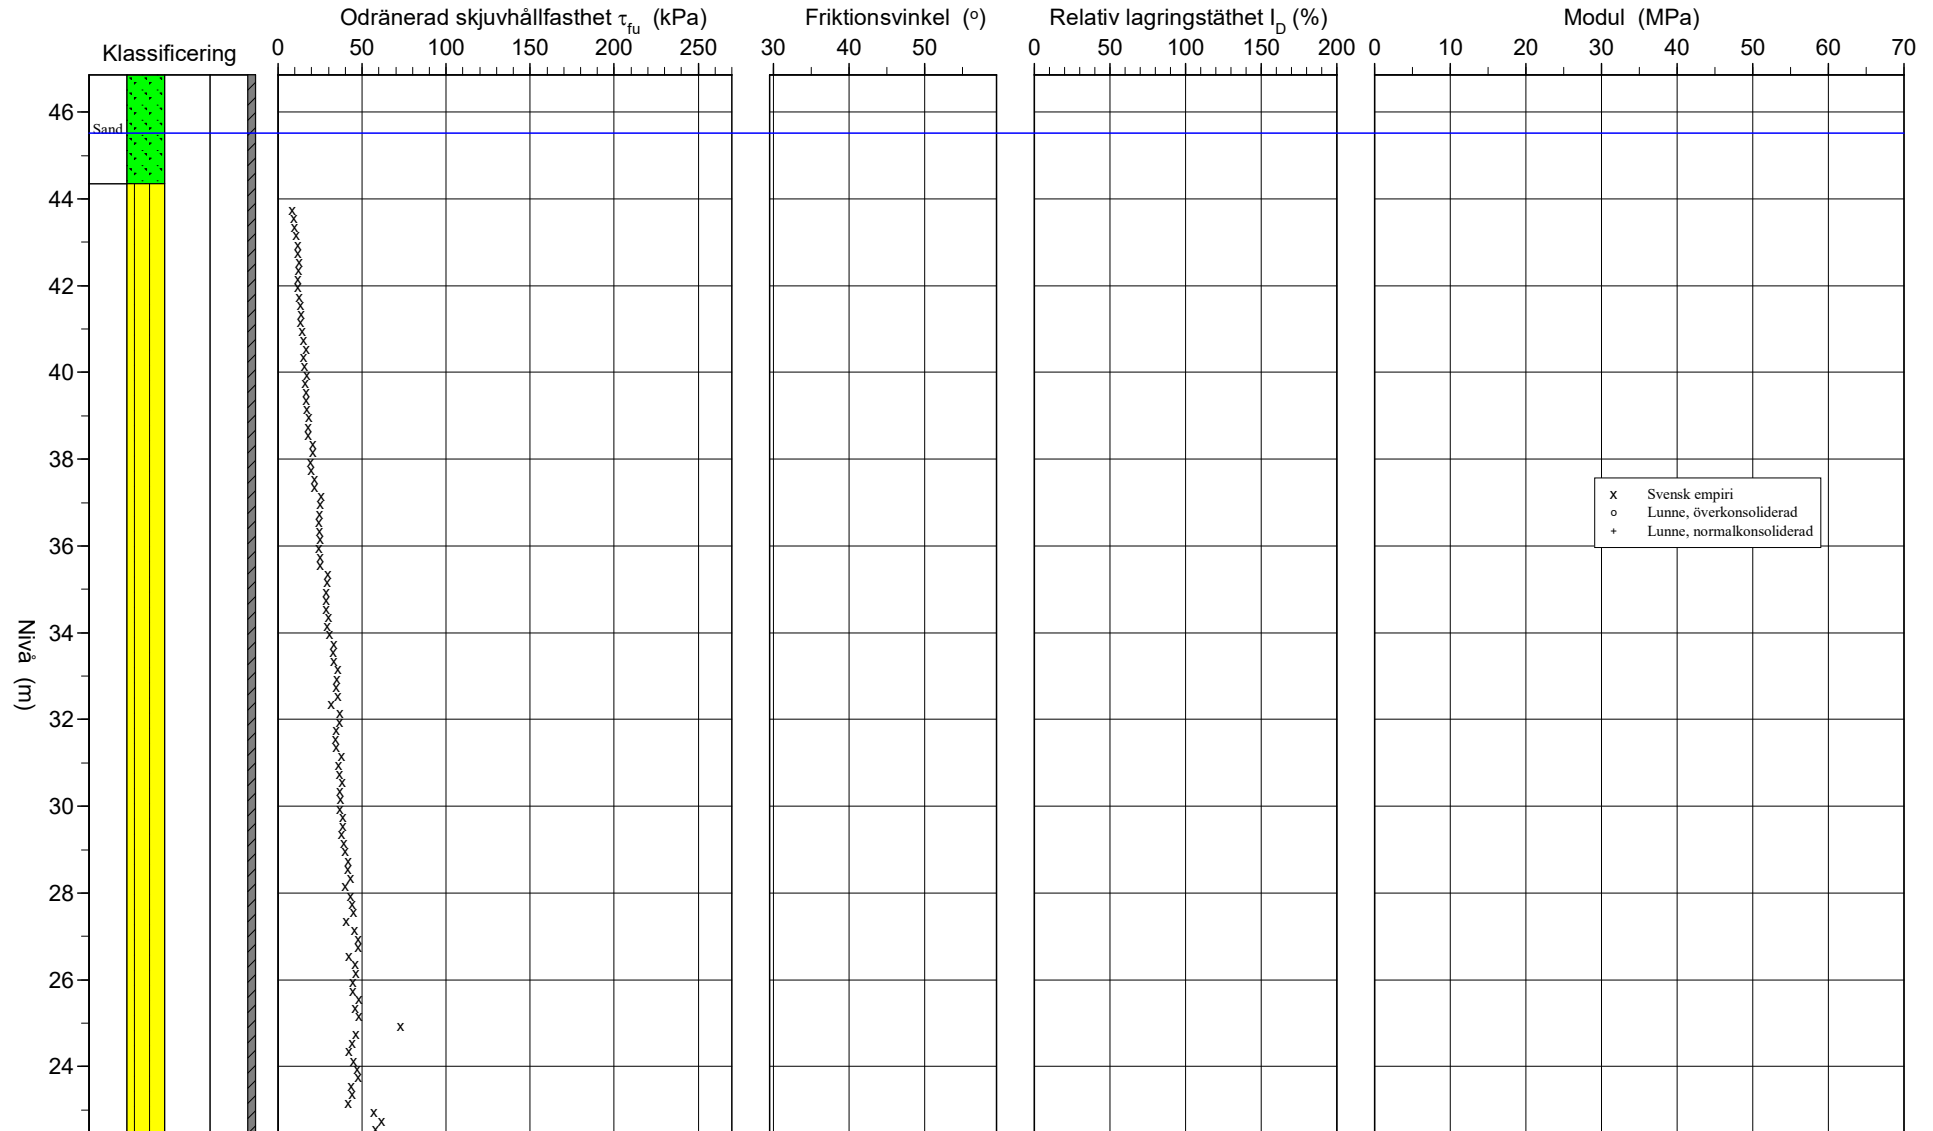 Odränerad skjuvhållfasthet τfu (kPa) Friktionsvinkel (o) Relativ lagringstäthet ID (%) Modul (MPa)
Klassificering 0 50 100 150 200 250 30 40 50 0 50 100 150 200 0 10 20 30 40 50 60 70
46
Sand
44
42
40
38
x Svensk empiri
o Lunne, överkonsoliderad
+ Lunne, normalkonsoliderad
36
34
Nivå (m)
32
30
28
26
24